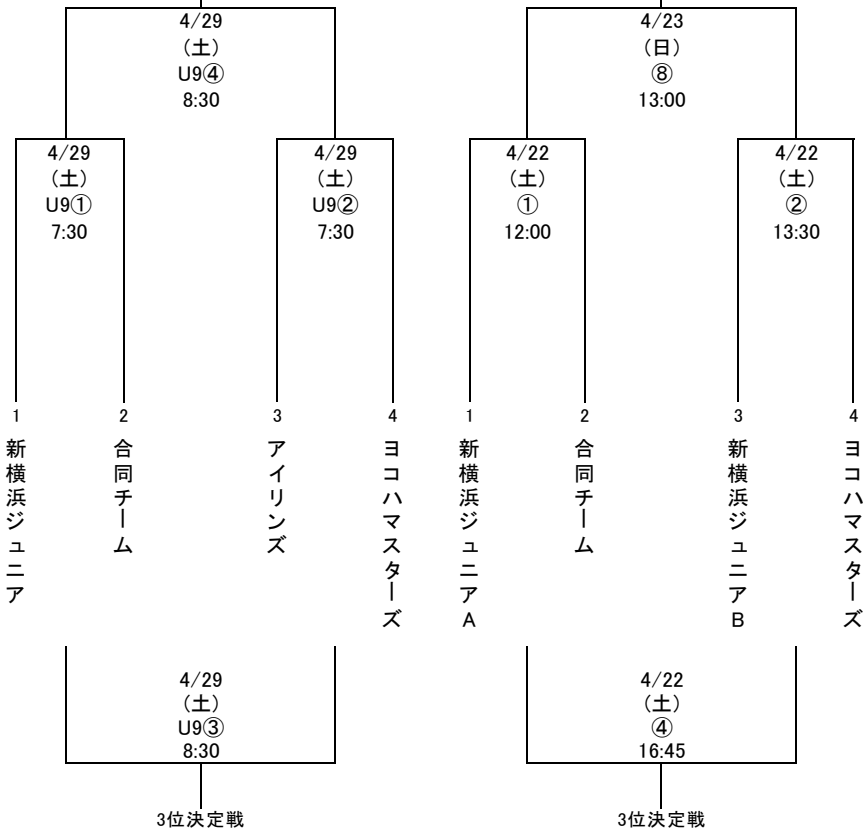 4/29
（土）
U9④
8:30
4/29
（土）
U9①
7:30
4/29
（土）
U9②
7:30
1
新横浜ジュニア
2
合同チーム
3
アイリンズ
4
ヨコハマスターズ
4/29
（土）
U9③
8:30
3位決定戦
4/23
（日）
⑧
13:00
4/22
（土）
①
12:00
4/22
（土）
②
13:30
1
新横浜ジュニアA
2
合同チーム
3
新横浜ジュニアB
4
ヨコハマスターズ
4/22
（土）
④
16:45
3位決定戦